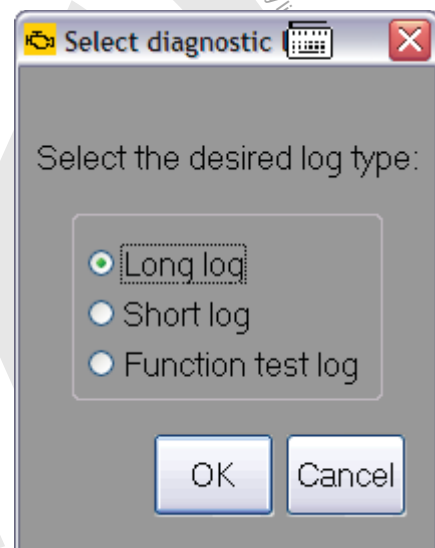 Select diagnostic
Select the desired log type:
Long log
Short log
Function test log
OK
Cancel